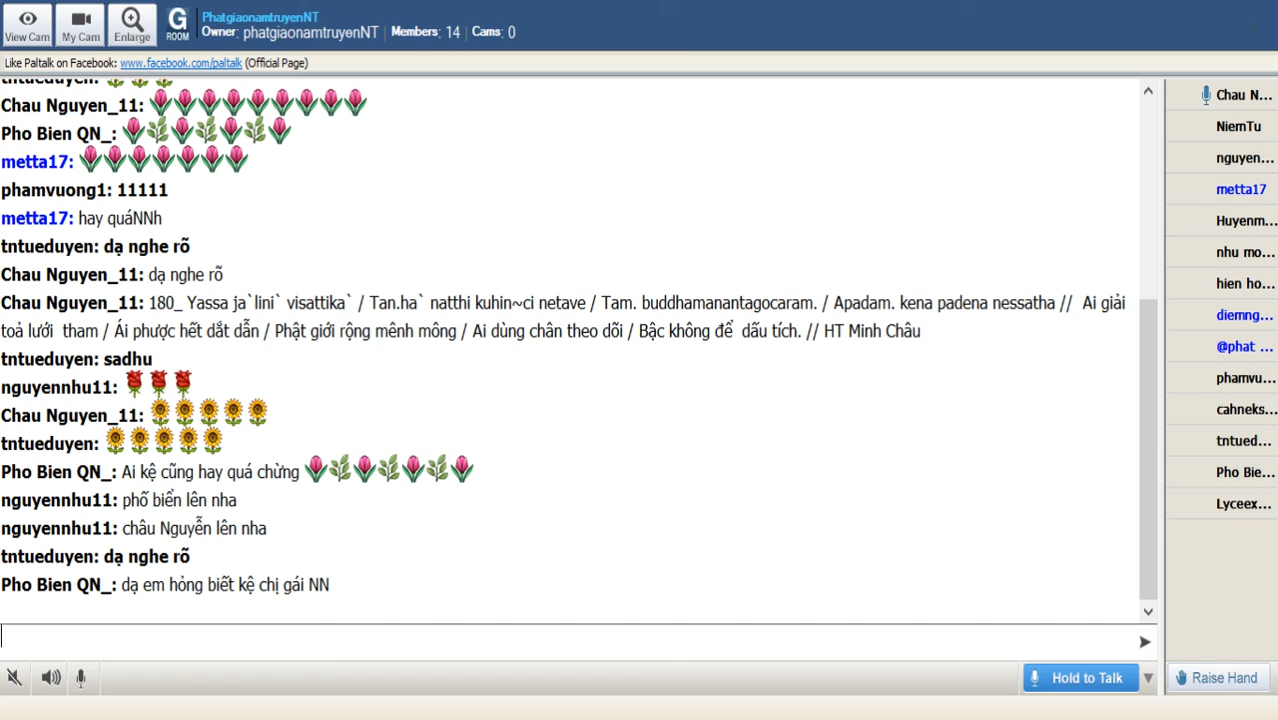 View Cam
My Cam
Enlarge
G
ROOM
PhatgiaonamtruyenNT
Owner: phatgiaonamtruyenNT
Members: 14
Cams: 0
Like Paltalk on Facebook: www.facebook.com/paltalk (Official Page)
tntueduyen:
Chau Nguyen_11:
Pho Bien QN_:
metta17:
phamvuong1: 11111
metta17: hay quáNNh
tntueduyen: dạ nghe rõ
Chau Nguyen_11: dạ nghe rõ
Chau Nguyen_11: 180_ Yassa ja`lini` visattika` / Tan.ha` natthi kuhin~ci netave / Tam. buddhamanantagocaram. / Apadam. kena padena nessatha // Ai giải
toả lưới tham / Ái phược hết dắt dẫn / Phật giới rộng mênh mông / Ai dùng chân theo dõi / Bậc không để dấu tích. // HT Minh Châu
tntueduyen: sadhu
nguyennhu11:
Chau Nguyen_11:
tntueduyen:
Pho Bien QN_: Ai kệ cũng hay quá chừng
nguyennhu11: phố biển lên nha
nguyennhu11: châu Nguyễn lên nha
tntueduyen: dạ nghe rõ
Pho Bien QN_: dạ em hỏng biết kệ chị gái NN
Chau N...
NiemTu
nguyen...
metta17
Huyenm...
nhu mo...
hien ho...
diemng...
@phat ...
phamvu...
cahneks...
tntued...
Pho Bie...
Lyceex...
Hold to Talk
Raise Hand